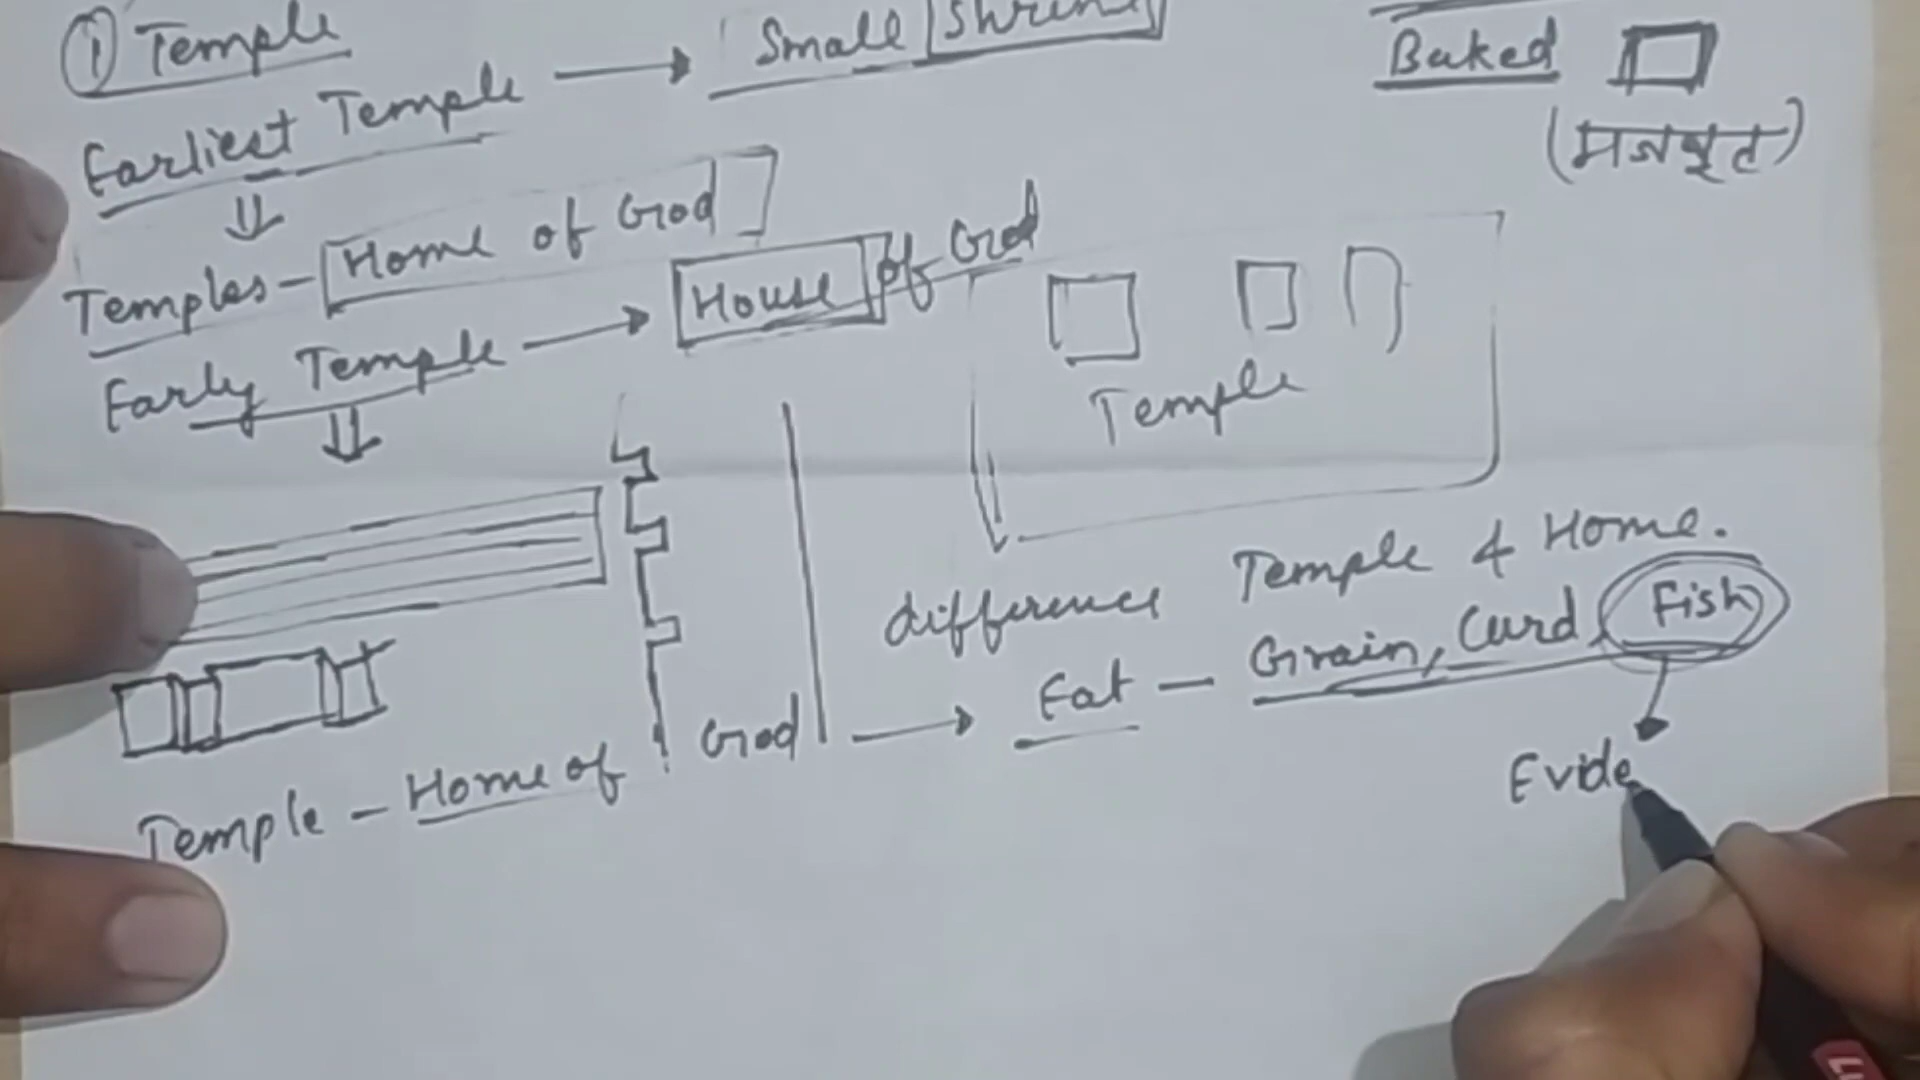 ① Temple
Earliest Temple → Small Shrine
Baked
(मजबूत)
Temples - Home of God
Early Temple → House of God
Temple
difference Temple & Home.
Temple - Home of God → Eat - Grain, Curd, Fish
Evide